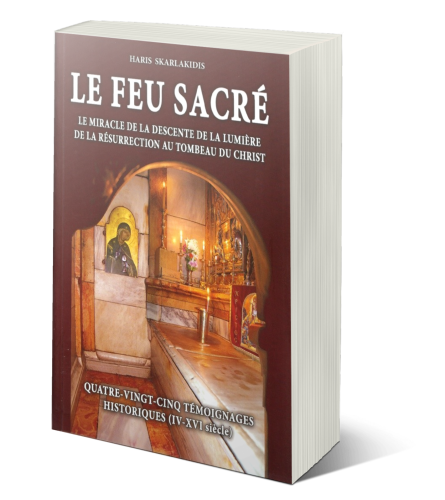 HARIS SKARLAKIDIS
LE FEU SACRÉ
LE MIRACLE DE LA DESCENTE DE LA LUMIÈRE
DE LA RÉSURRECTION AU TOMBEAU DU CHRIST
QUATRE-VINGT-CINQ TÉMOIGNAGES
HISTORIQUES (IV-XVI siècle)